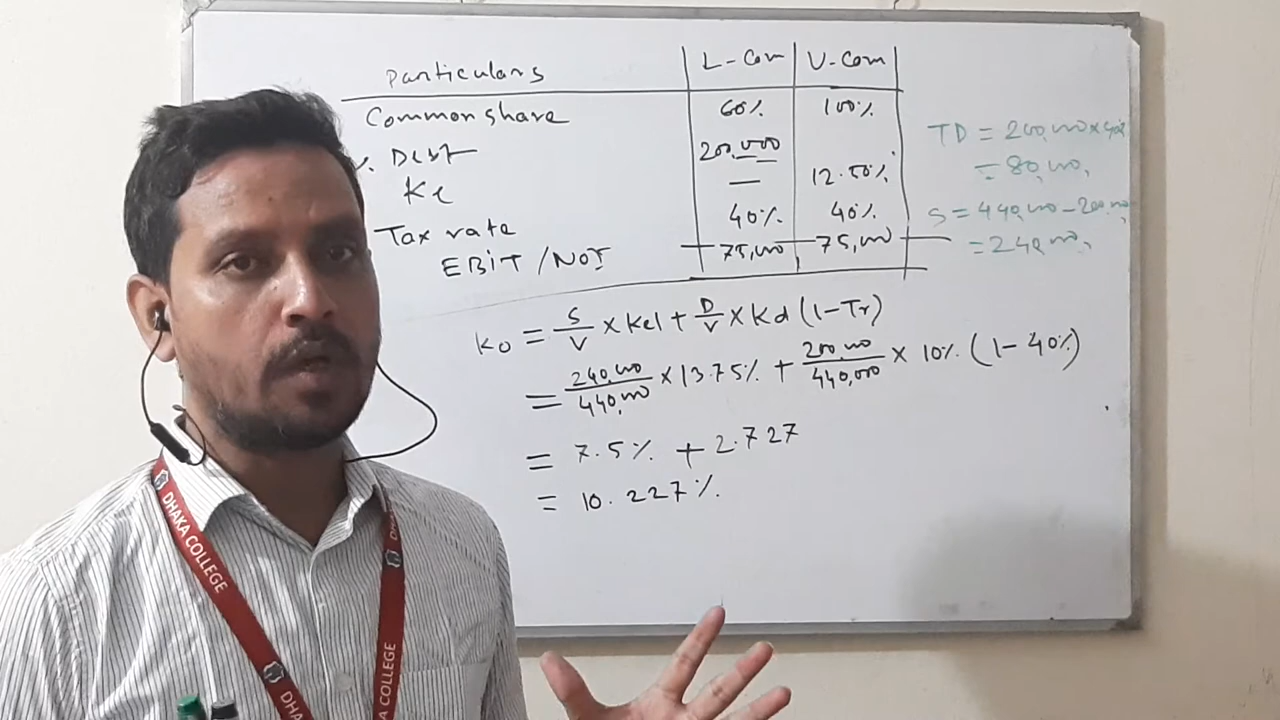 Particulars L-Com U-Com
Common share 60% 100%
%. Debt 200,000
Ke — 12.50%
Tax rate 40% 40%
EBIT/NOI 75,000 75,000
TD = 200,000 × 40%
= 80,000,
S = 440,000 - 200,000
= 240,000,
Ko = S/V × Kel + D/V × Kd (1-Tr)
= 240,000/440,000 × 13.75% + 200,000/440,000 × 10% (1-40%)
= 7.5% + 2.727
= 10.227%
DHAKA COLLEGE
DHAKA COLLEGE